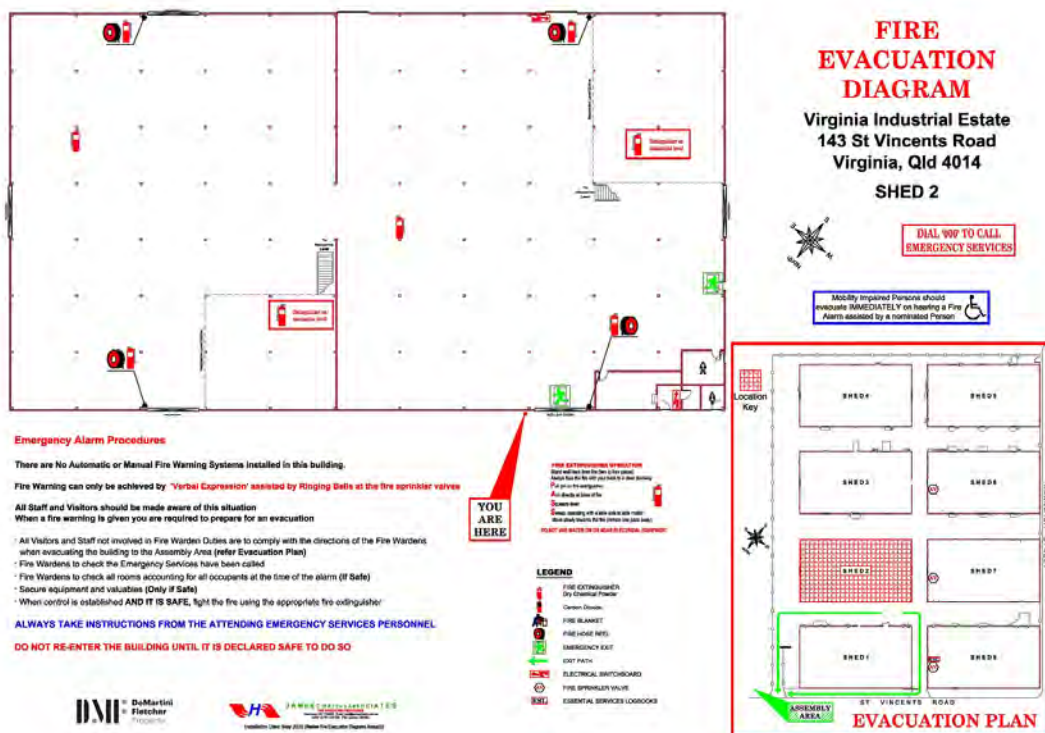 FIRE
EVACUATION
DIAGRAM
Virginia Industrial Estate
143 St Vincents Road
Virginia, Qld 4014
SHED 2
DIAL '000' TO CALL
EMERGENCY SERVICES
Mobility Impaired Persons should
evacuate IMMEDIATELY on hearing a Fire
Alarm assisted by a nominated Person
Extinguisher on
mezzanine level
Extinguisher on
mezzanine level
YOU
ARE
HERE
Emergency Alarm Procedures
There are No Automatic or Manual Fire Warning Systems installed in this building.
Fire Warning can only be achieved by 'Verbal Expression' assisted by Ringing Bells at the fire sprinkler valves
All Staff and Visitors should be made aware of this situation
When a fire warning is given you are required to prepare for an evacuation
· All Visitors and Staff not involved in Fire Warden Duties are to comply with the directions of the Fire Wardens
when evacuating the building to the Assembly Area (refer Evacuation Plan)
· Fire Wardens to check the Emergency Services have been called
· Fire Wardens to check all rooms accounting for all occupants at the time of the alarm (If Safe)
· Secure equipment and valuables (Only if Safe)
· When control is established AND IT IS SAFE, fight the fire using the appropriate fire extinguisher
ALWAYS TAKE INSTRUCTIONS FROM THE ATTENDING EMERGENCY SERVICES PERSONNEL
DO NOT RE-ENTER THE BUILDING UNTIL IT IS DECLARED SAFE TO DO SO
DMF DeMartini
Fletcher
Property
FIRE EXTINGUISHER OPERATION
LEGEND
FIRE EXTINGUISHER
Dry Chemical Powder
Carbon Dioxide
FIRE BLANKET
FIRE HOSE REEL
EMERGENCY EXIT
EXIT PATH
ELECTRICAL SWITCHBOARD
FIRE SPRINKLER VALVE
ESL ESSENTIAL SERVICES LOGBOOKS
Location
Key
SHED 4
SHED 5
SHED 3
SHED 6
SHED 2
SHED 7
SHED 1
SHED 8
ASSEMBLY
AREA
ST VINCENTS ROAD
EVACUATION PLAN